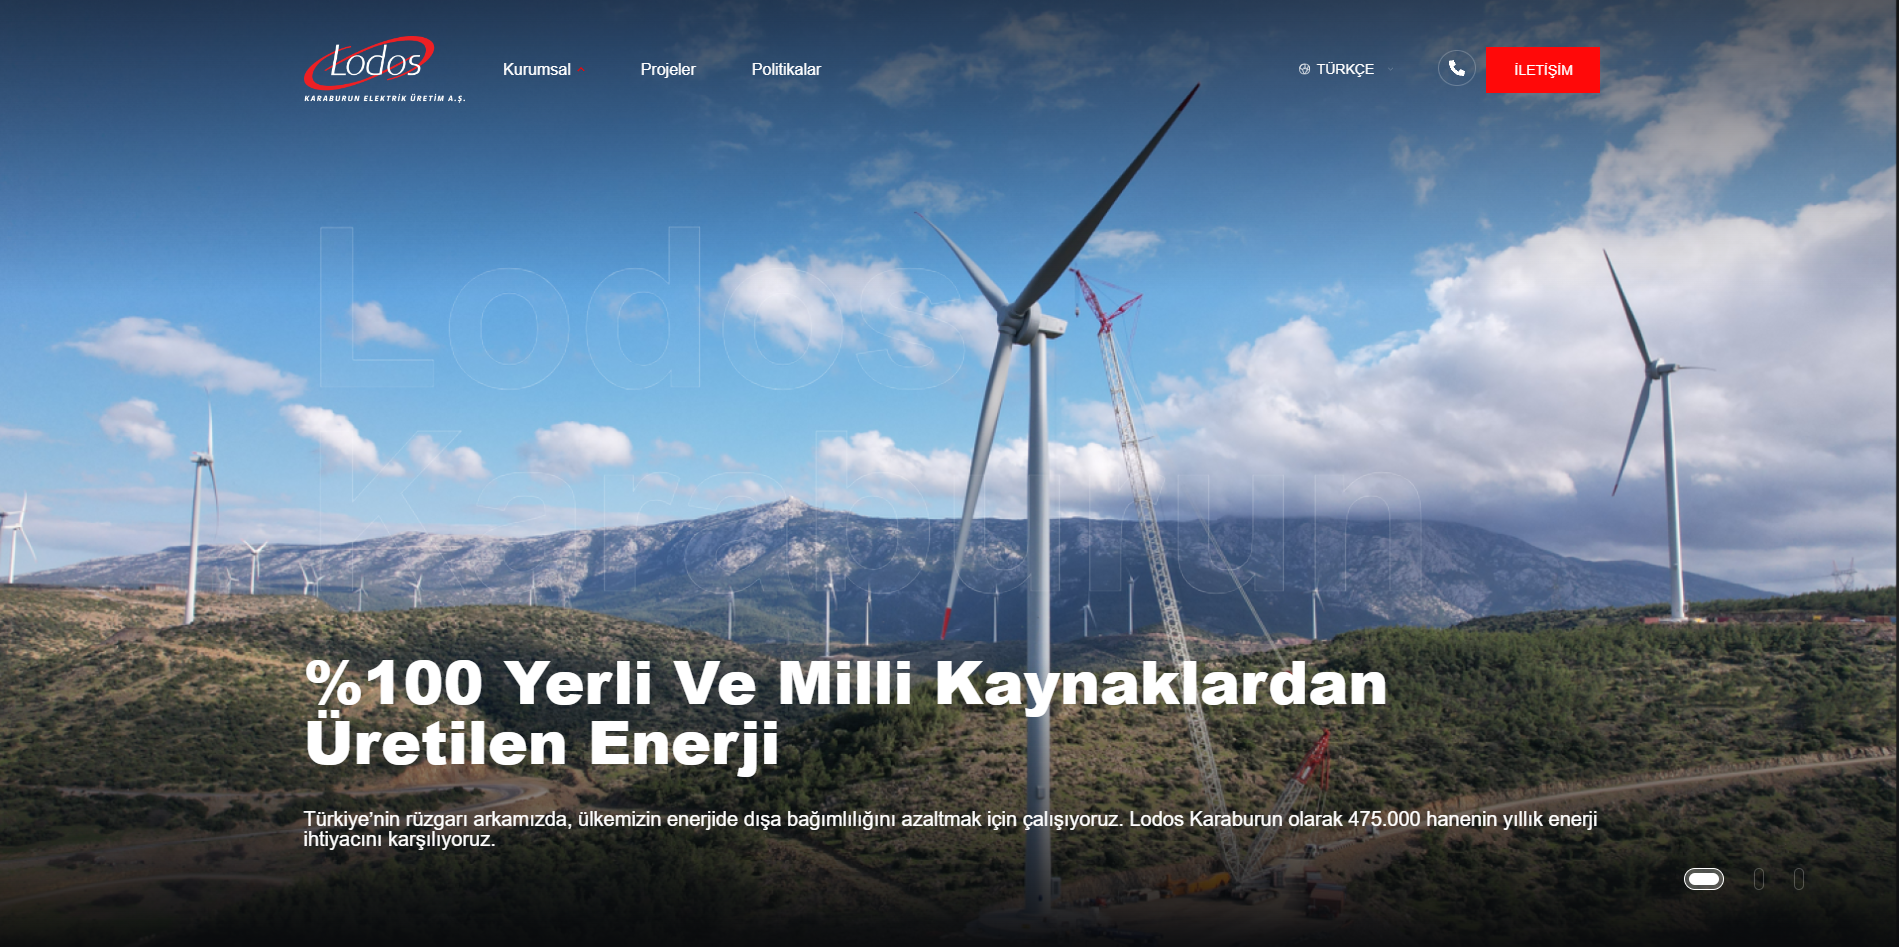 Lodos
KARABURUN ELEKTRİK ÜRETİM A.Ş.
Kurumsal
Projeler
Politikalar
TÜRKÇE
İLETİŞİM
Lodos
Karaburun
%100 Yerli Ve Milli Kaynaklardan
Üretilen Enerji
Türkiye’nin rüzgarı arkamızda, ülkemizin enerjide dışa bağımlılığını azaltmak için çalışıyoruz. Lodos Karaburun olarak 475.000 hanenin yıllık enerji
ihtiyacını karşılıyoruz.